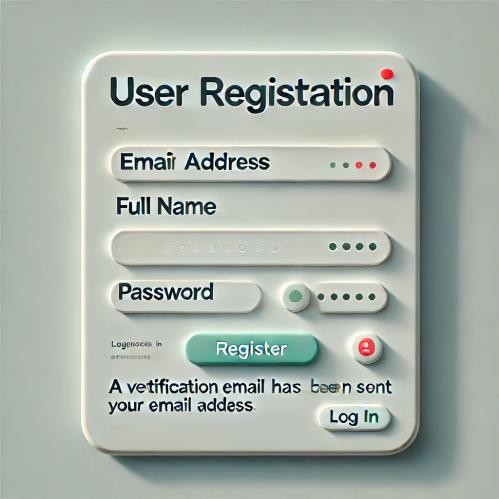 User Registation
Email Address
Full Name
Password
Register
A vetification email has been sent
your email addess.
Log In